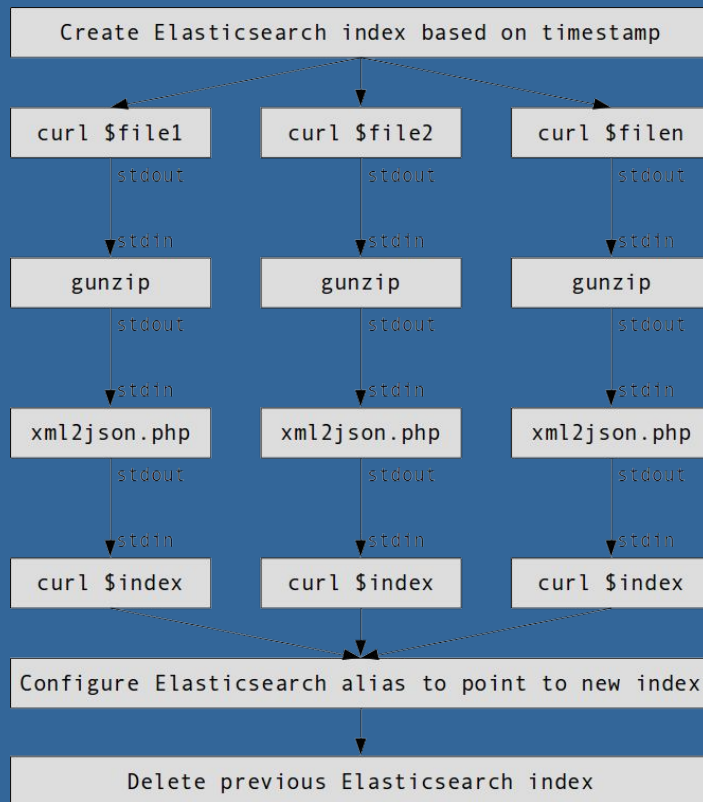 Create Elasticsearch index based on timestamp
curl $file1 curl $file2 curl $filen
stdout stdout stdout
stdin stdin stdin
gunzip gunzip gunzip
stdout stdout stdout
stdin stdin stdin
xml2json.php xml2json.php xml2json.php
stdout stdout stdout
stdin stdin stdin
curl $index curl $index curl $index
Configure Elasticsearch alias to point to new index
Delete previous Elasticsearch index